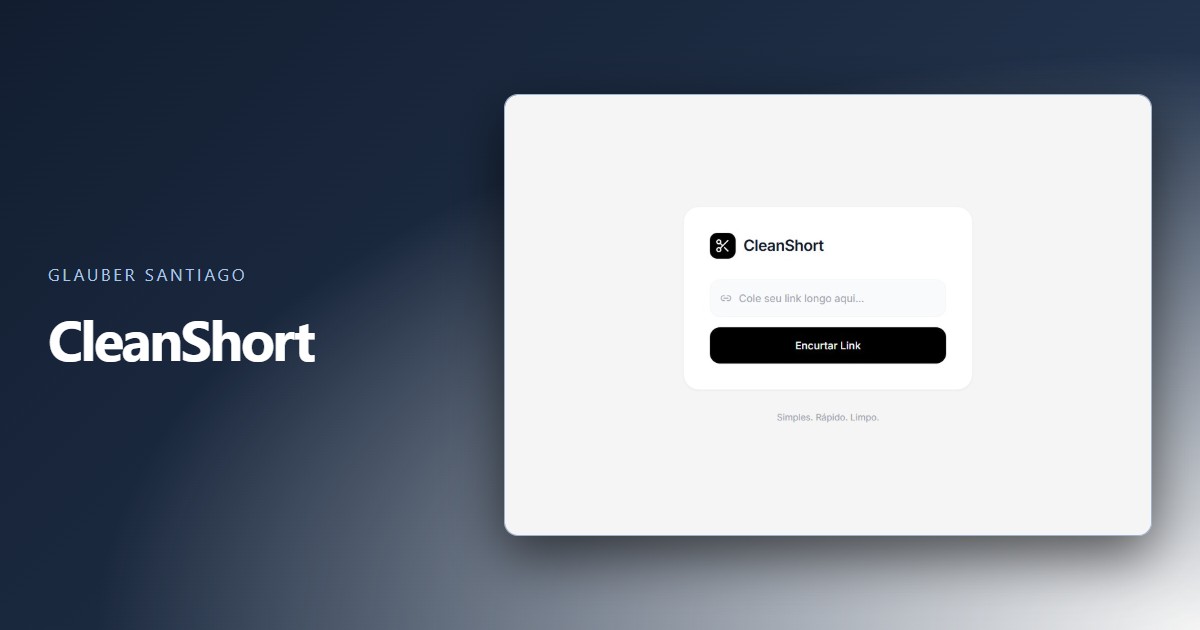 GLAUBER SANTIAGO
CleanShort
CleanShort
Cole seu link longo aqui...
Encurtar Link
Simples. Rápido. Limpo.